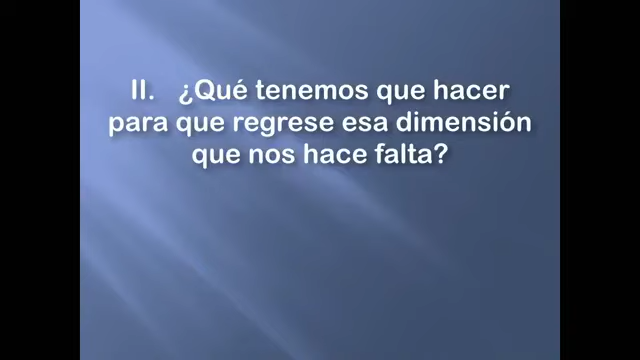 II. ¿Qué tenemos que hacer
para que regrese esa dimensión
que nos hace falta?